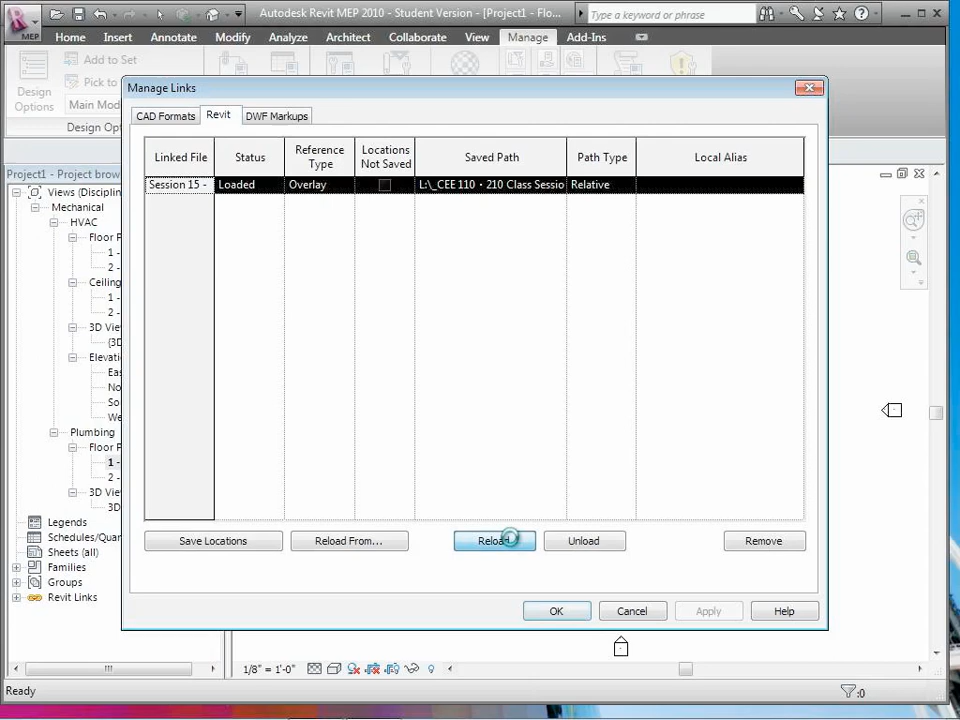 Autodesk Revit MEP 2010 - Student Version - [Project1 - Flo...
Type a keyword or phrase
MEP
Home Insert Annotate Modify Analyze Architect Collaborate View Manage Add-Ins
Add to Set
Pick to
Design
Options
Main Mod
Design Opt
Manage Links
CAD Formats Revit DWF Markups
Linked File Status Reference Type Locations Not Saved Saved Path Path Type Local Alias
Session 15 - Loaded Overlay L:\_CEE 110 - 210 Class Sessio Relative
Save Locations Reload From... Reload Unload Remove
OK Cancel Apply Help
Project1 - Project brow
Views (Disciplin
Mechanical
HVAC
Floor P
1 -
2 -
Ceiling
1 -
2 -
3D Vie
{3D
Elevati
Eas
No
So
We
Plumbing
Floor P
1 -
2 -
3D Vie
3D
Legends
Schedules/Quan
Sheets (all)
Families
Groups
Revit Links
1/8" = 1'-0"
Ready
:0